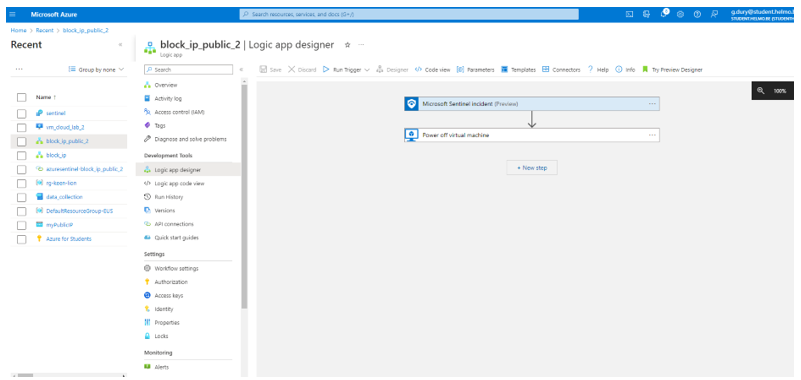 Microsoft Azure
Search resources, services, and docs (G+/)
g.dury@student.helmo.b
Home > Recent > block_ip_public_2
Recent
block_ip_public_2 | Logic app designer
Logic app
Group by none
Search
Save Discard Run Trigger Designer Code view Parameters Templates Connectors Help Info Try Preview Designer
Name ↑
sentinel
vm_cloud_lab_2
block_ip_public_2
block_ip
azuresentinel-block_ip_public_2
rg-keen-lion
data_collection
DefaultResourceGroup-EUS
myPublicIP
Azure for Students
Overview
Activity log
Access control (IAM)
Tags
Diagnose and solve problems
Development Tools
Logic app designer
Logic app code view
Run History
Versions
API connections
Quick start guides
Settings
Workflow settings
Authorization
Access keys
Identity
Properties
Locks
Monitoring
Alerts
Microsoft Sentinel incident (Preview)
Power off virtual machine
+ New step
100%